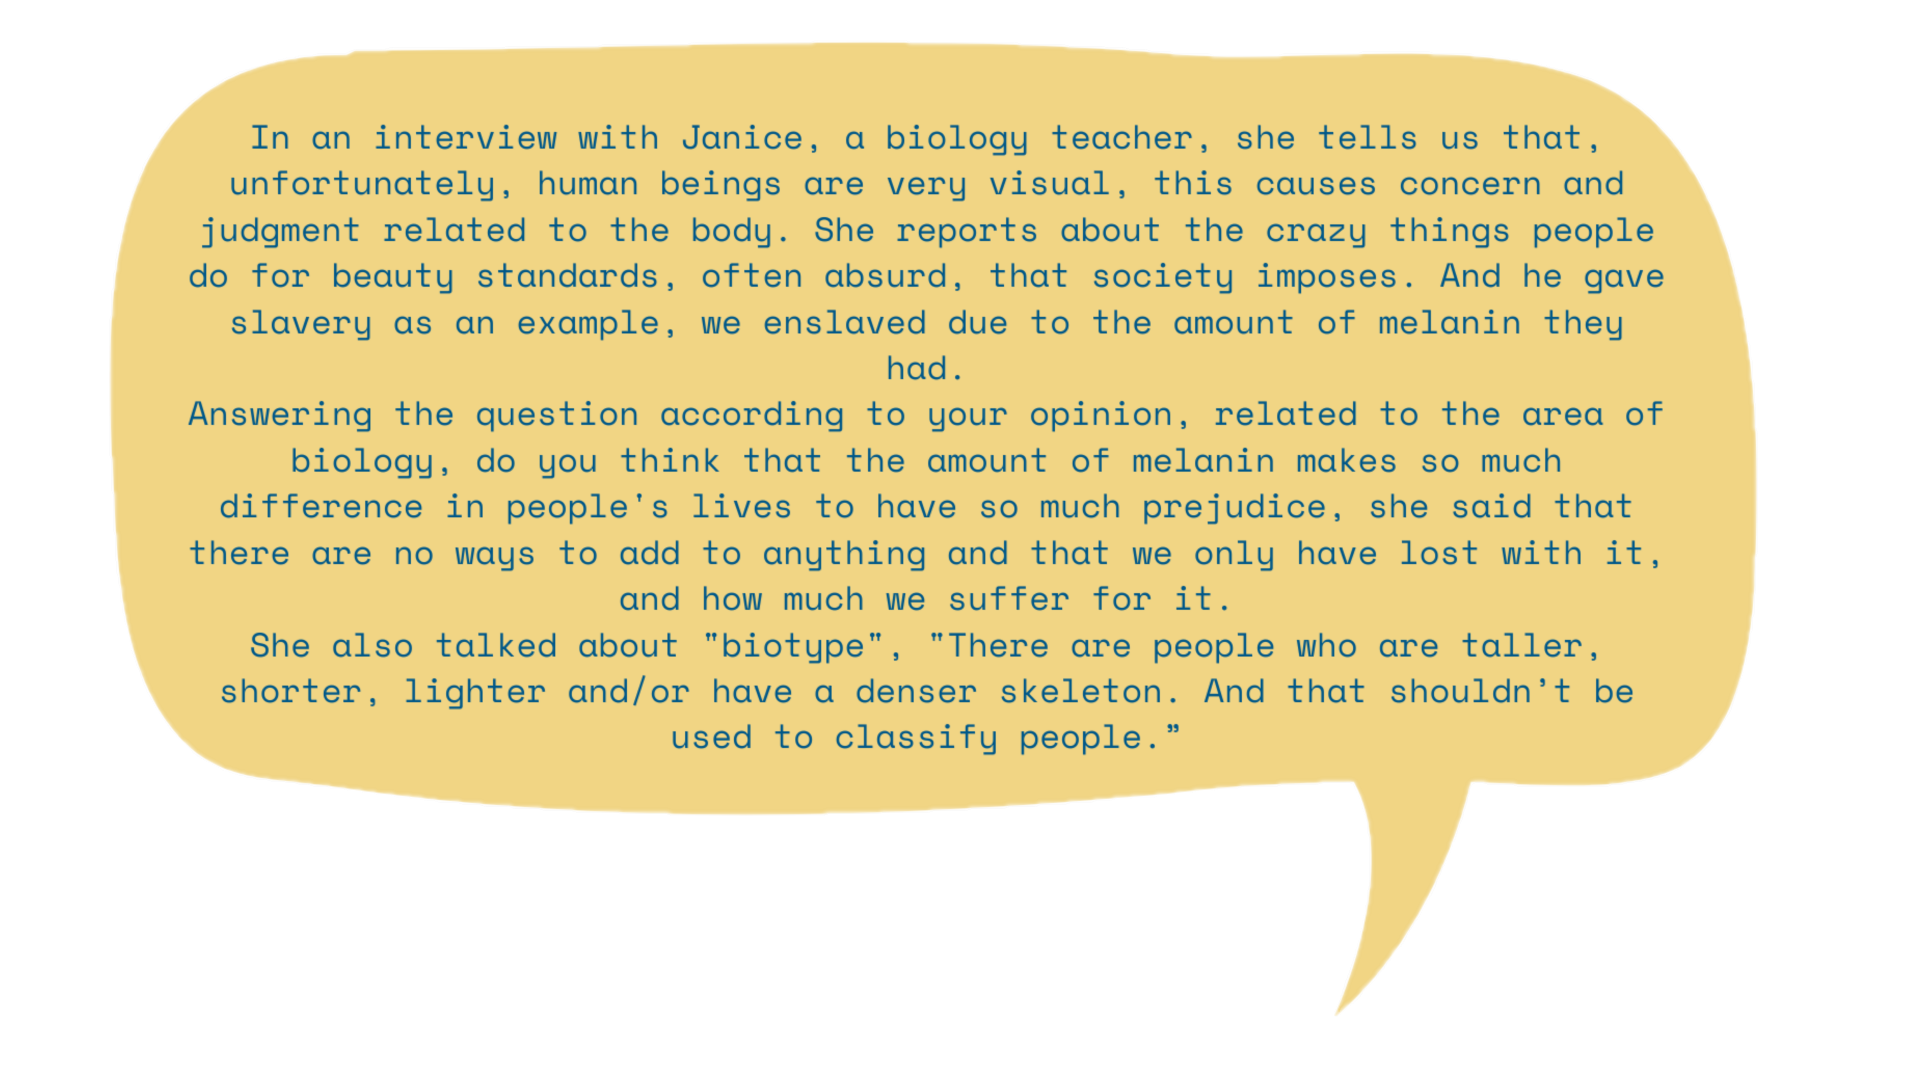 In an interview with Janice, a biology teacher, she tells us that,
unfortunately, human beings are very visual, this causes concern and
judgment related to the body. She reports about the crazy things people
do for beauty standards, often absurd, that society imposes. And he gave
slavery as an example, we enslaved due to the amount of melanin they
had.
Answering the question according to your opinion, related to the area of
biology, do you think that the amount of melanin makes so much
difference in people's lives to have so much prejudice, she said that
there are no ways to add to anything and that we only have lost with it,
and how much we suffer for it.
She also talked about "biotype", "There are people who are taller,
shorter, lighter and/or have a denser skeleton. And that shouldn’t be
used to classify people.”